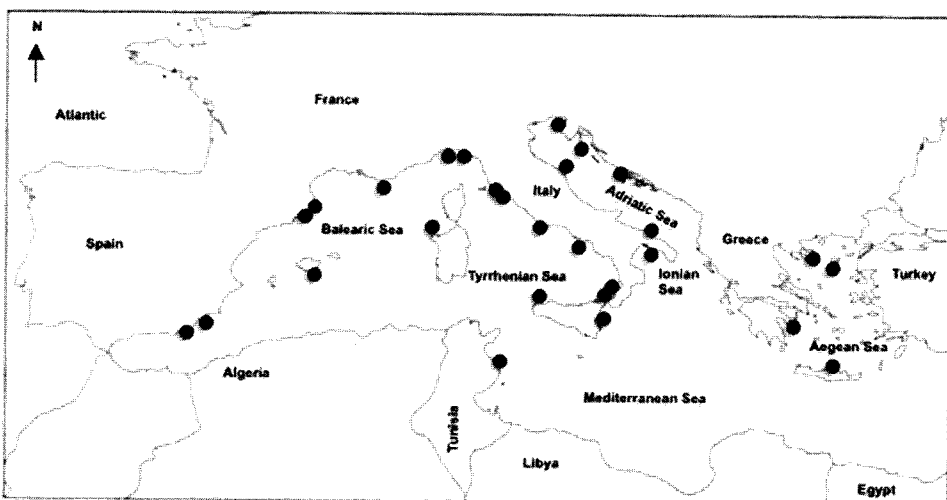 N
Atlantic
France
Italy
Adriatic Sea
Spain
Balearic Sea
Greece
Tyrrhenian Sea
Ionian
Sea
Turkey
Aegean Sea
Algeria
Mediterranean Sea
Tunisia
Libya
Egypt